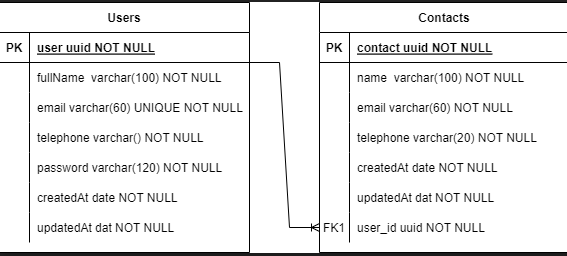 Users
PK user uuid NOT NULL
fullName varchar(100) NOT NULL
email varchar(60) UNIQUE NOT NULL
telephone varchar() NOT NULL
password varchar(120) NOT NULL
createdAt date NOT NULL
updatedAt dat NOT NULL
Contacts
PK contact uuid NOT NULL
name varchar(100) NOT NULL
email varchar(60) NOT NULL
telephone varchar(20) NOT NULL
createdAt date NOT NULL
updatedAt dat NOT NULL
FK1 user_id uuid NOT NULL